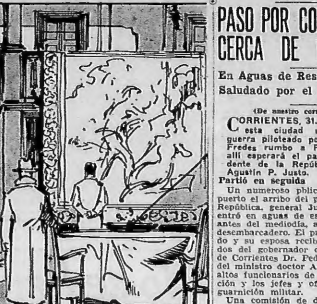 PASO POR CO
CERCA DE
En Aguas de Res
Saludado por el
(De nuestro corr
CORRIENTES, 31.
esta ciudad
guerra piloteado po
Fredes rumbo a
alli esperará el pa
dente de la Repúb
Agustin P. Justo.
Partió en seguida
Un numeroso públic
puerto el arribo del p
República, general Ju
entró en aguas de es
antes del mediodía, a
desembarcadero. El p
do y su esposa recib
dos del gobernador
de Corrientes Dr. Ped
del ministro doctor A
altos funcionarios de
ción y los jefes y of
guarnición militar.
Una comisión de